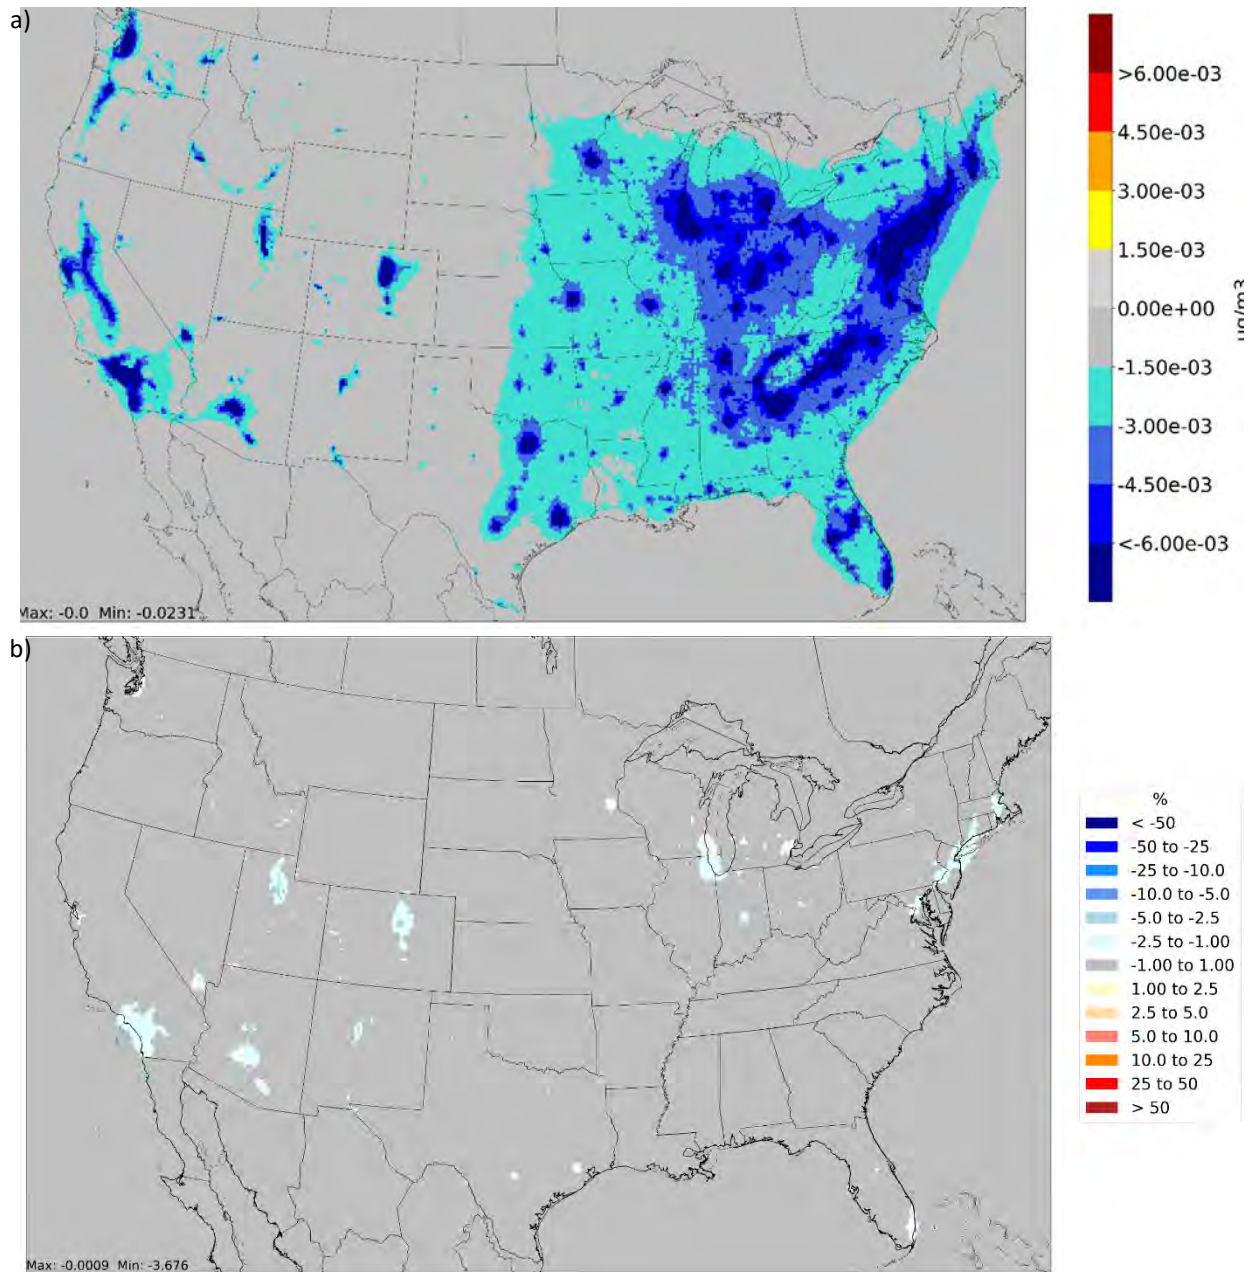 a)
>6.00e-03
4.50e-03
3.00e-03
1.50e-03
0.00e+00
-1.50e-03
-3.00e-03
-4.50e-03
<-6.00e-03
ug/m3
Max: -0.0 Min: -0.0231
b)
%
< -50
-50 to -25
-25 to -10.0
-10.0 to -5.0
-5.0 to -2.5
-2.5 to -1.00
-1.00 to 1.00
1.00 to 2.5
2.5 to 5.0
5.0 to 10.0
10.0 to 25
25 to 50
> 50
Max: -0.0009 Min: -3.676